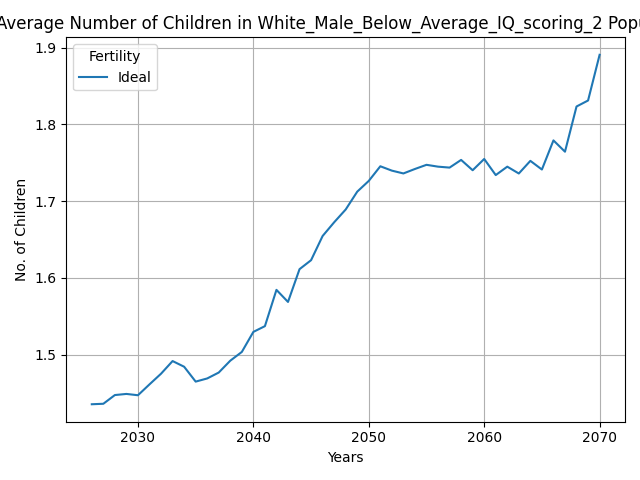 Average Number of Children in White_Male_Below_Average_IQ_scoring_2 Popu
Fertility
Ideal
No. of Children
1.9
1.8
1.7
1.6
1.5
2030 2040 2050 2060 2070
Years